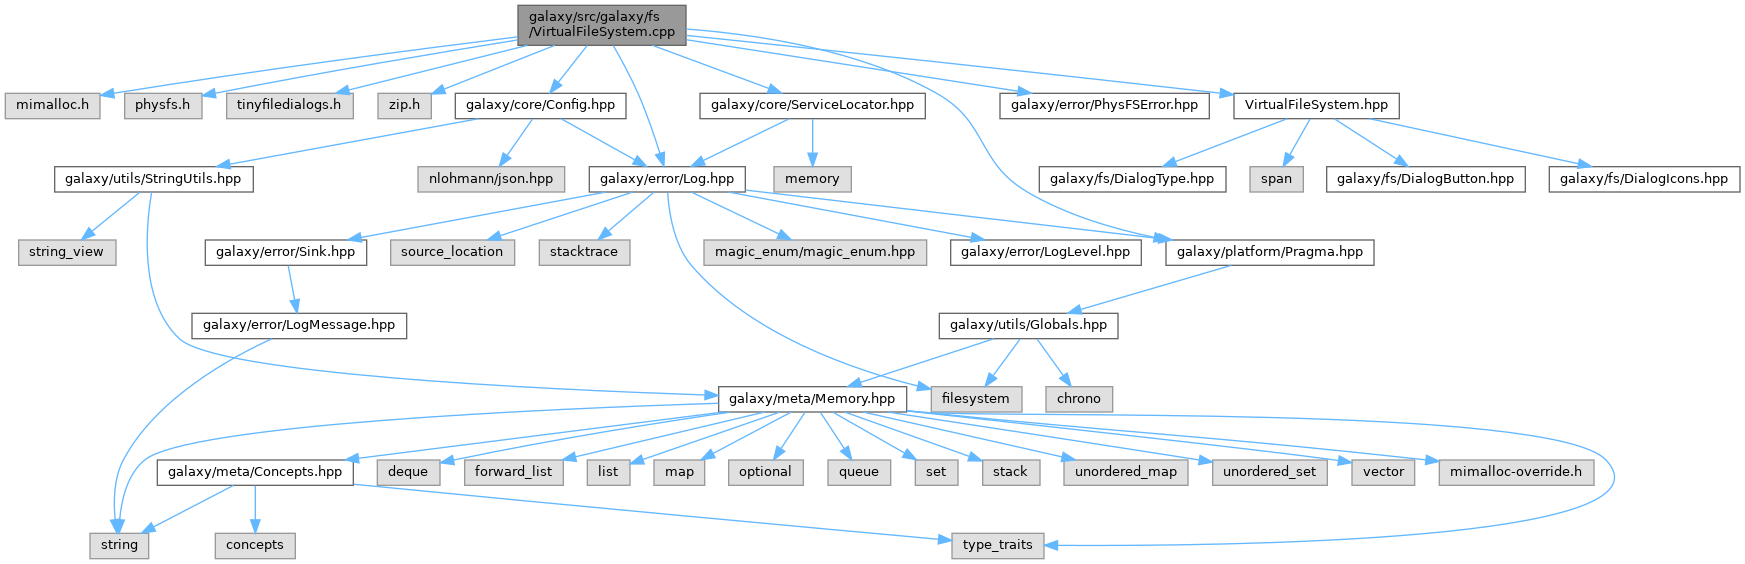 galaxy/src/galaxy/fs
/VirtualFileSystem.cpp
mimalloc.h
physfs.h
tinyfiledialogs.h
zip.h
galaxy/core/Config.hpp
galaxy/core/ServiceLocator.hpp
galaxy/error/PhysFSError.hpp
VirtualFileSystem.hpp
galaxy/utils/StringUtils.hpp
nlohmann/json.hpp
galaxy/error/Log.hpp
memory
galaxy/fs/DialogType.hpp
span
galaxy/fs/DialogButton.hpp
galaxy/fs/DialogIcons.hpp
string_view
galaxy/error/Sink.hpp
source_location
stacktrace
magic_enum/magic_enum.hpp
galaxy/error/LogLevel.hpp
galaxy/platform/Pragma.hpp
galaxy/error/LogMessage.hpp
galaxy/utils/Globals.hpp
galaxy/meta/Memory.hpp
filesystem
chrono
galaxy/meta/Concepts.hpp
deque
forward_list
list
map
optional
queue
set
stack
unordered_map
unordered_set
vector
mimalloc-override.h
string
concepts
type_traits